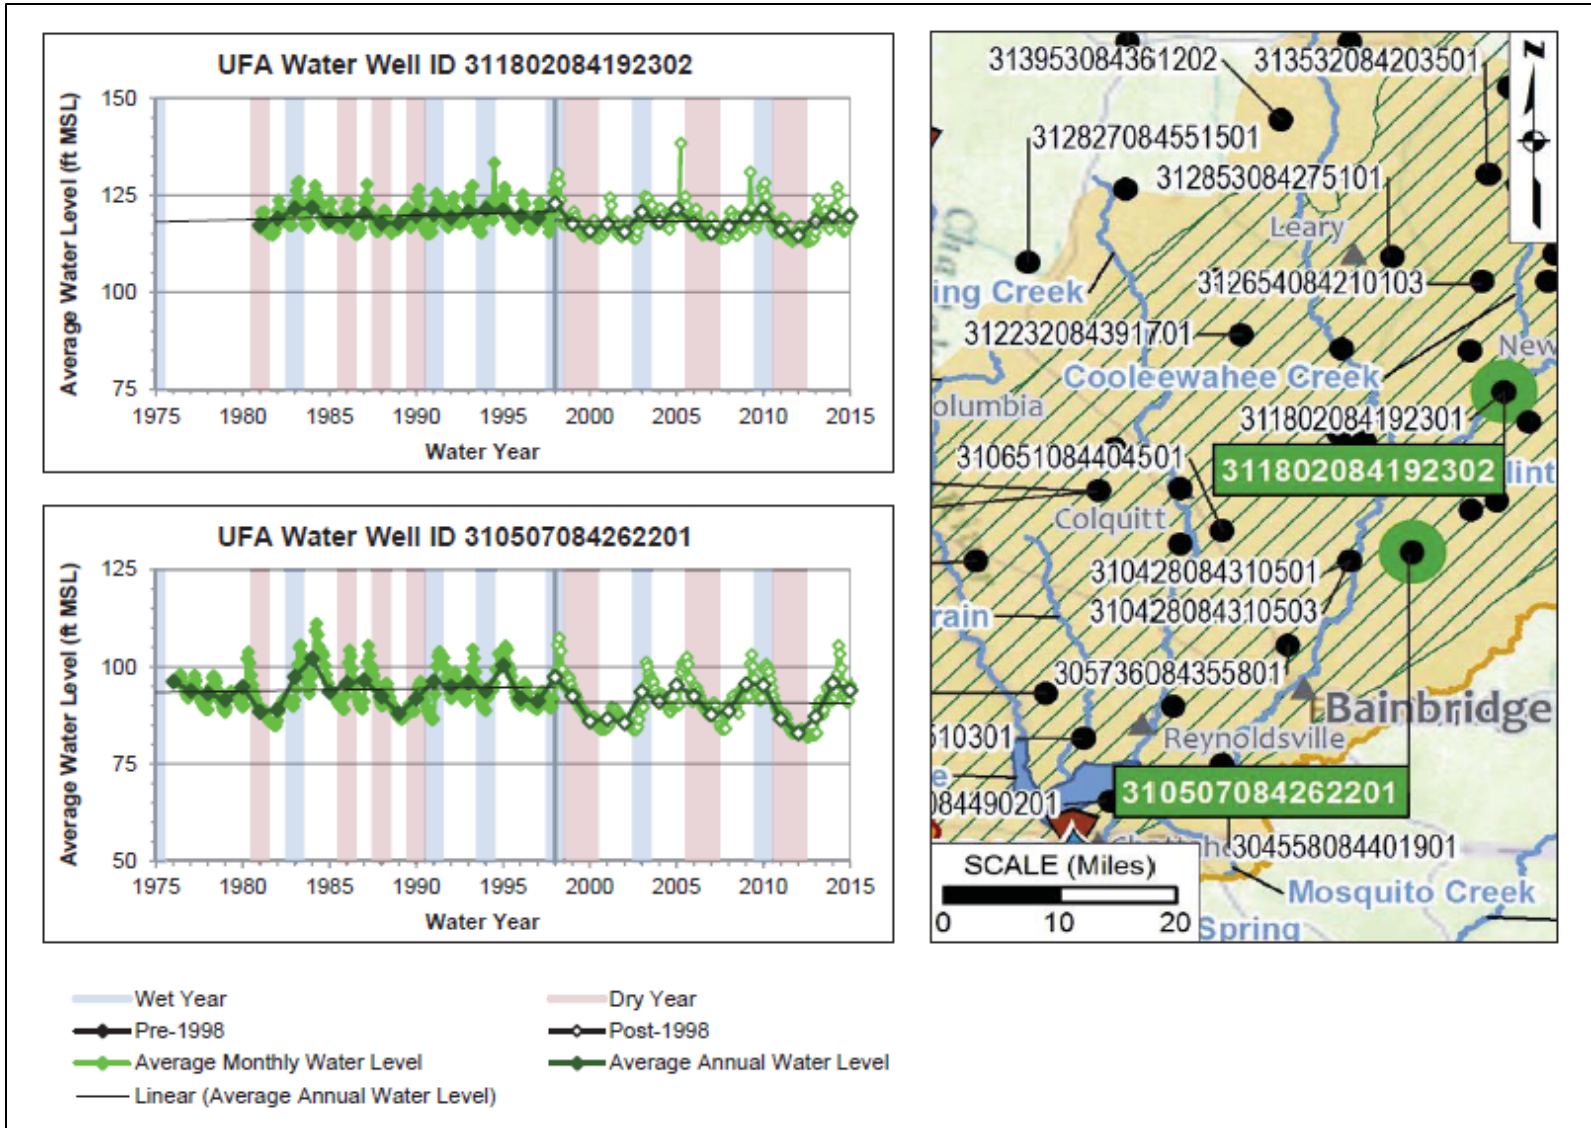 UFA Water Well ID 311802084192302
Average Water Level (ft MSL)
150
125
100
75
1975 1980 1985 1990 1995 2000 2005 2010 2015
Water Year
UFA Water Well ID 310507084262201
Average Water Level (ft MSL)
125
100
75
50
1975 1980 1985 1990 1995 2000 2005 2010 2015
Water Year
Wet Year
Dry Year
Pre-1998
Post-1998
Average Monthly Water Level
Average Annual Water Level
Linear (Average Annual Water Level)
313953084361202
313532084203501
N
312827084551501
312853084275101
Leary
ing Creek
312654084210103
312232084391701
New
Cooleewahee Creek
olumbia
311802084192301
310651084404501
311802084192302
lint
Colquitt
310428084310501
310428084310503
rain
305736084355801
Bainbridge
510301
Reynoldsville
e
084490201
310507084262201
304558084401901
SCALE (Miles)
0 10 20
Mosquito Creek
Spring